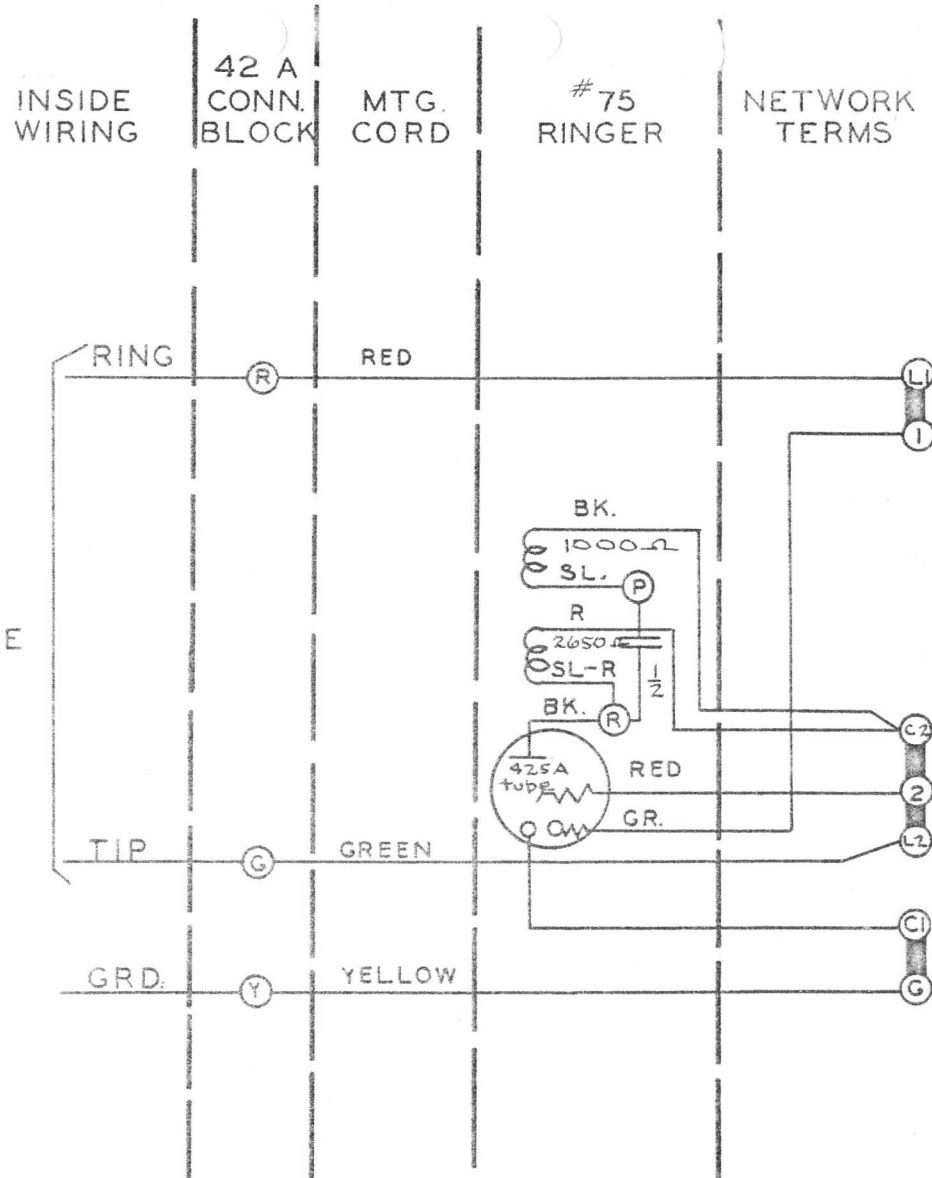 INSIDE
WIRING
42 A
CONN.
BLOCK
MTG.
CORD
#75
RINGER
NETWORK
TERMS
RING
R
RED
L1
1
BK.
1000Ω
SL.
P
R
2650Ω
SL-R
1/2
E
BK.
R
C2
425A
tube
RED
2
GR.
L2
TIP
G
GREEN
C1
GRD.
Y
YELLOW
G